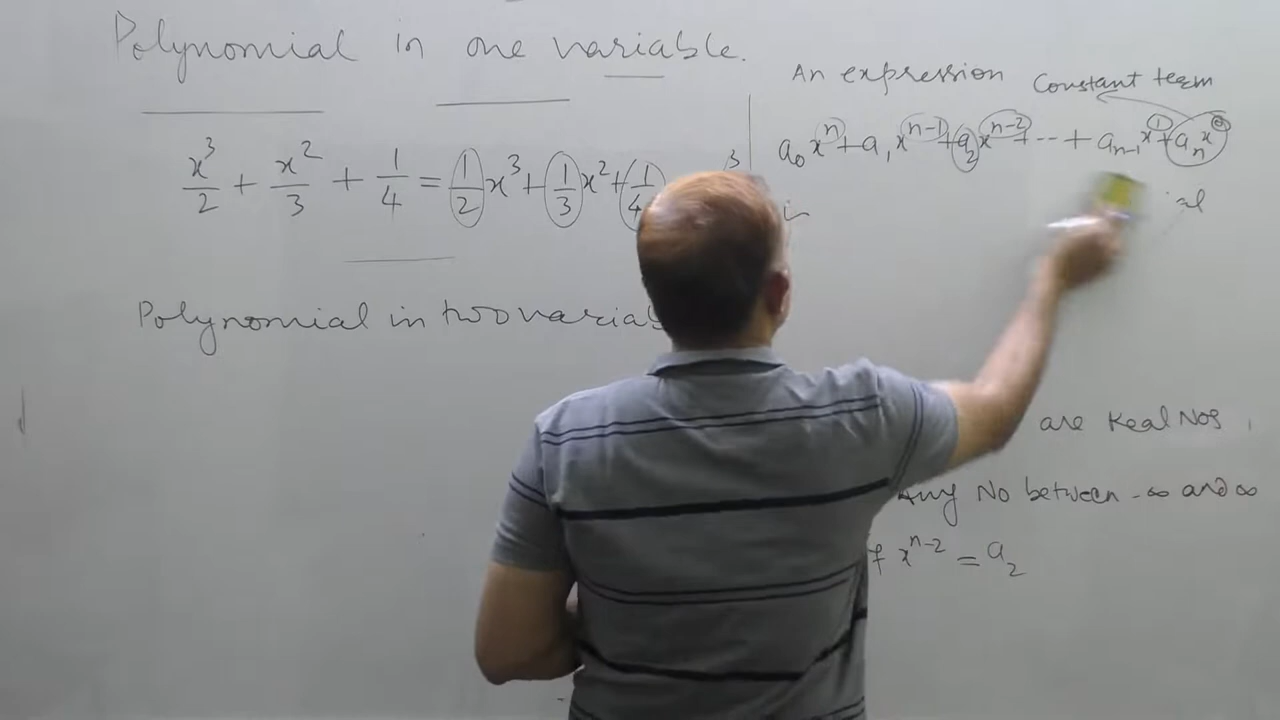 Polynomial in one variable.
x³/2 + x²/3 + 1/4 = 1/2 x³ + 1/3 x² + 1/4
Polynomial in two
An expression
Constant term
a₀xⁿ + a₁xⁿ⁻¹ + a₂xⁿ⁻² + -- + aₙ₋₁x¹ + aₙx⁰
are Real Nos,
Any No between -∞ and ∞
xⁿ⁻² = a₂